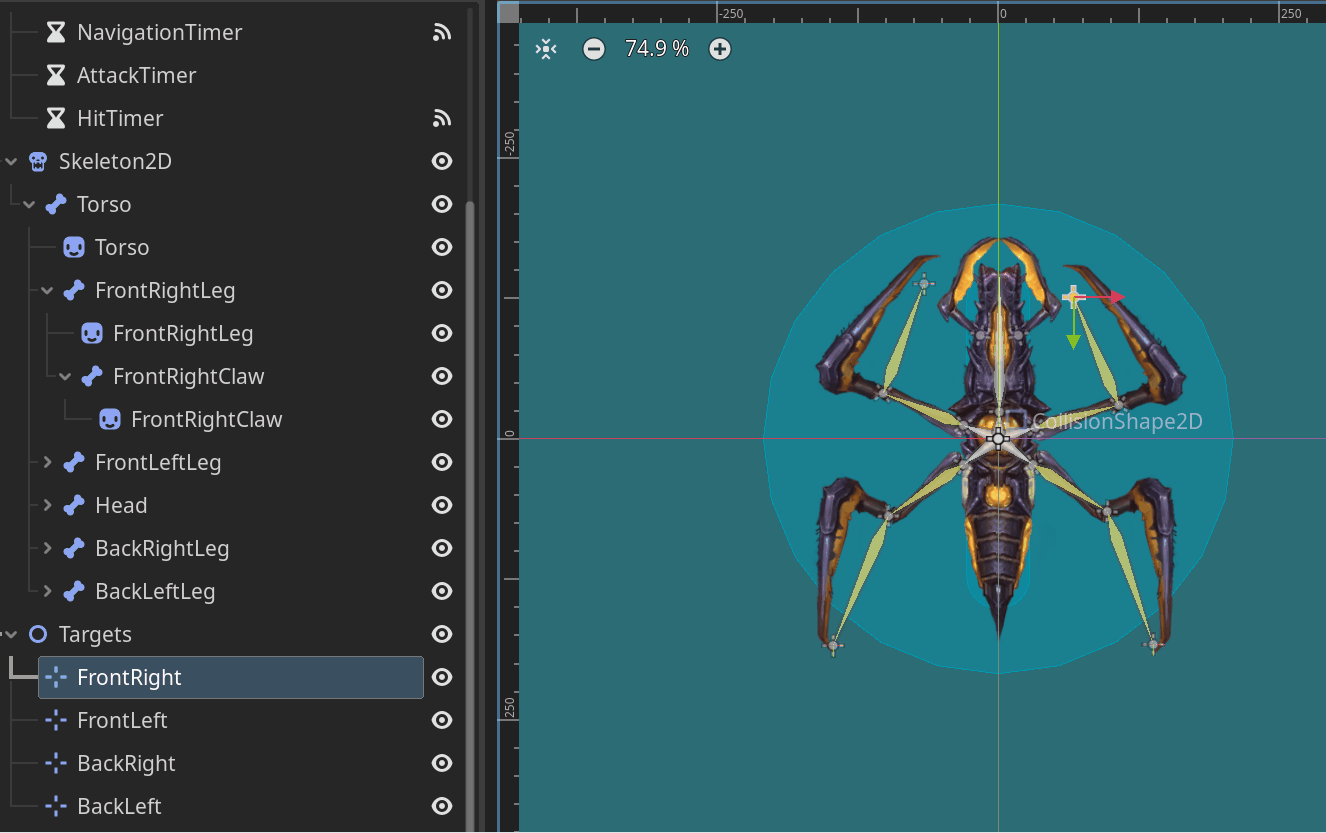 NavigationTimer
AttackTimer
HitTimer
Skeleton2D
Torso
Torso
FrontRightLeg
FrontRightLeg
FrontRightClaw
FrontRightClaw
FrontLeftLeg
Head
BackRightLeg
BackLeftLeg
Targets
FrontRight
FrontLeft
BackRight
BackLeft
-250
0
250
74.9 %
-250
0
250
CollisionShape2D